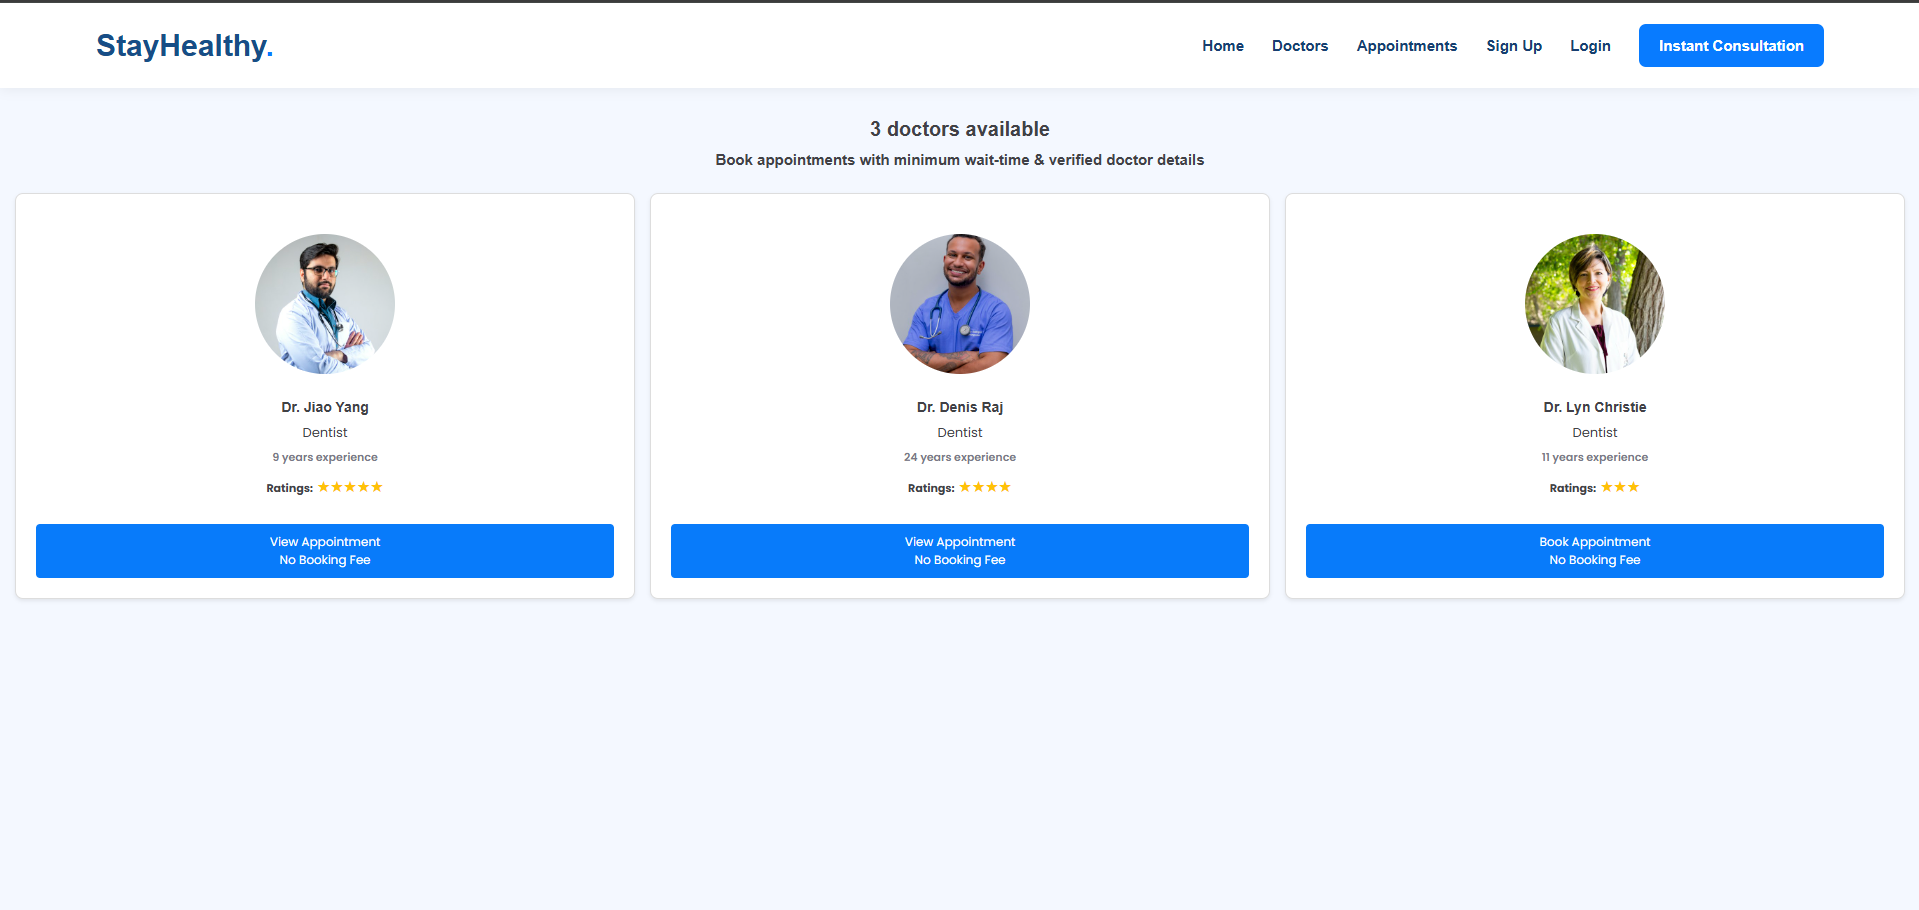 StayHealthy.
Home Doctors Appointments Sign Up Login Instant Consultation
3 doctors available
Book appointments with minimum wait-time & verified doctor details
Dr. Jiao Yang
Dentist
9 years experience
Ratings: ★★★★★
View Appointment
No Booking Fee
Dr. Denis Raj
Dentist
24 years experience
Ratings: ★★★★
View Appointment
No Booking Fee
Dr. Lyn Christie
Dentist
11 years experience
Ratings: ★★★
Book Appointment
No Booking Fee